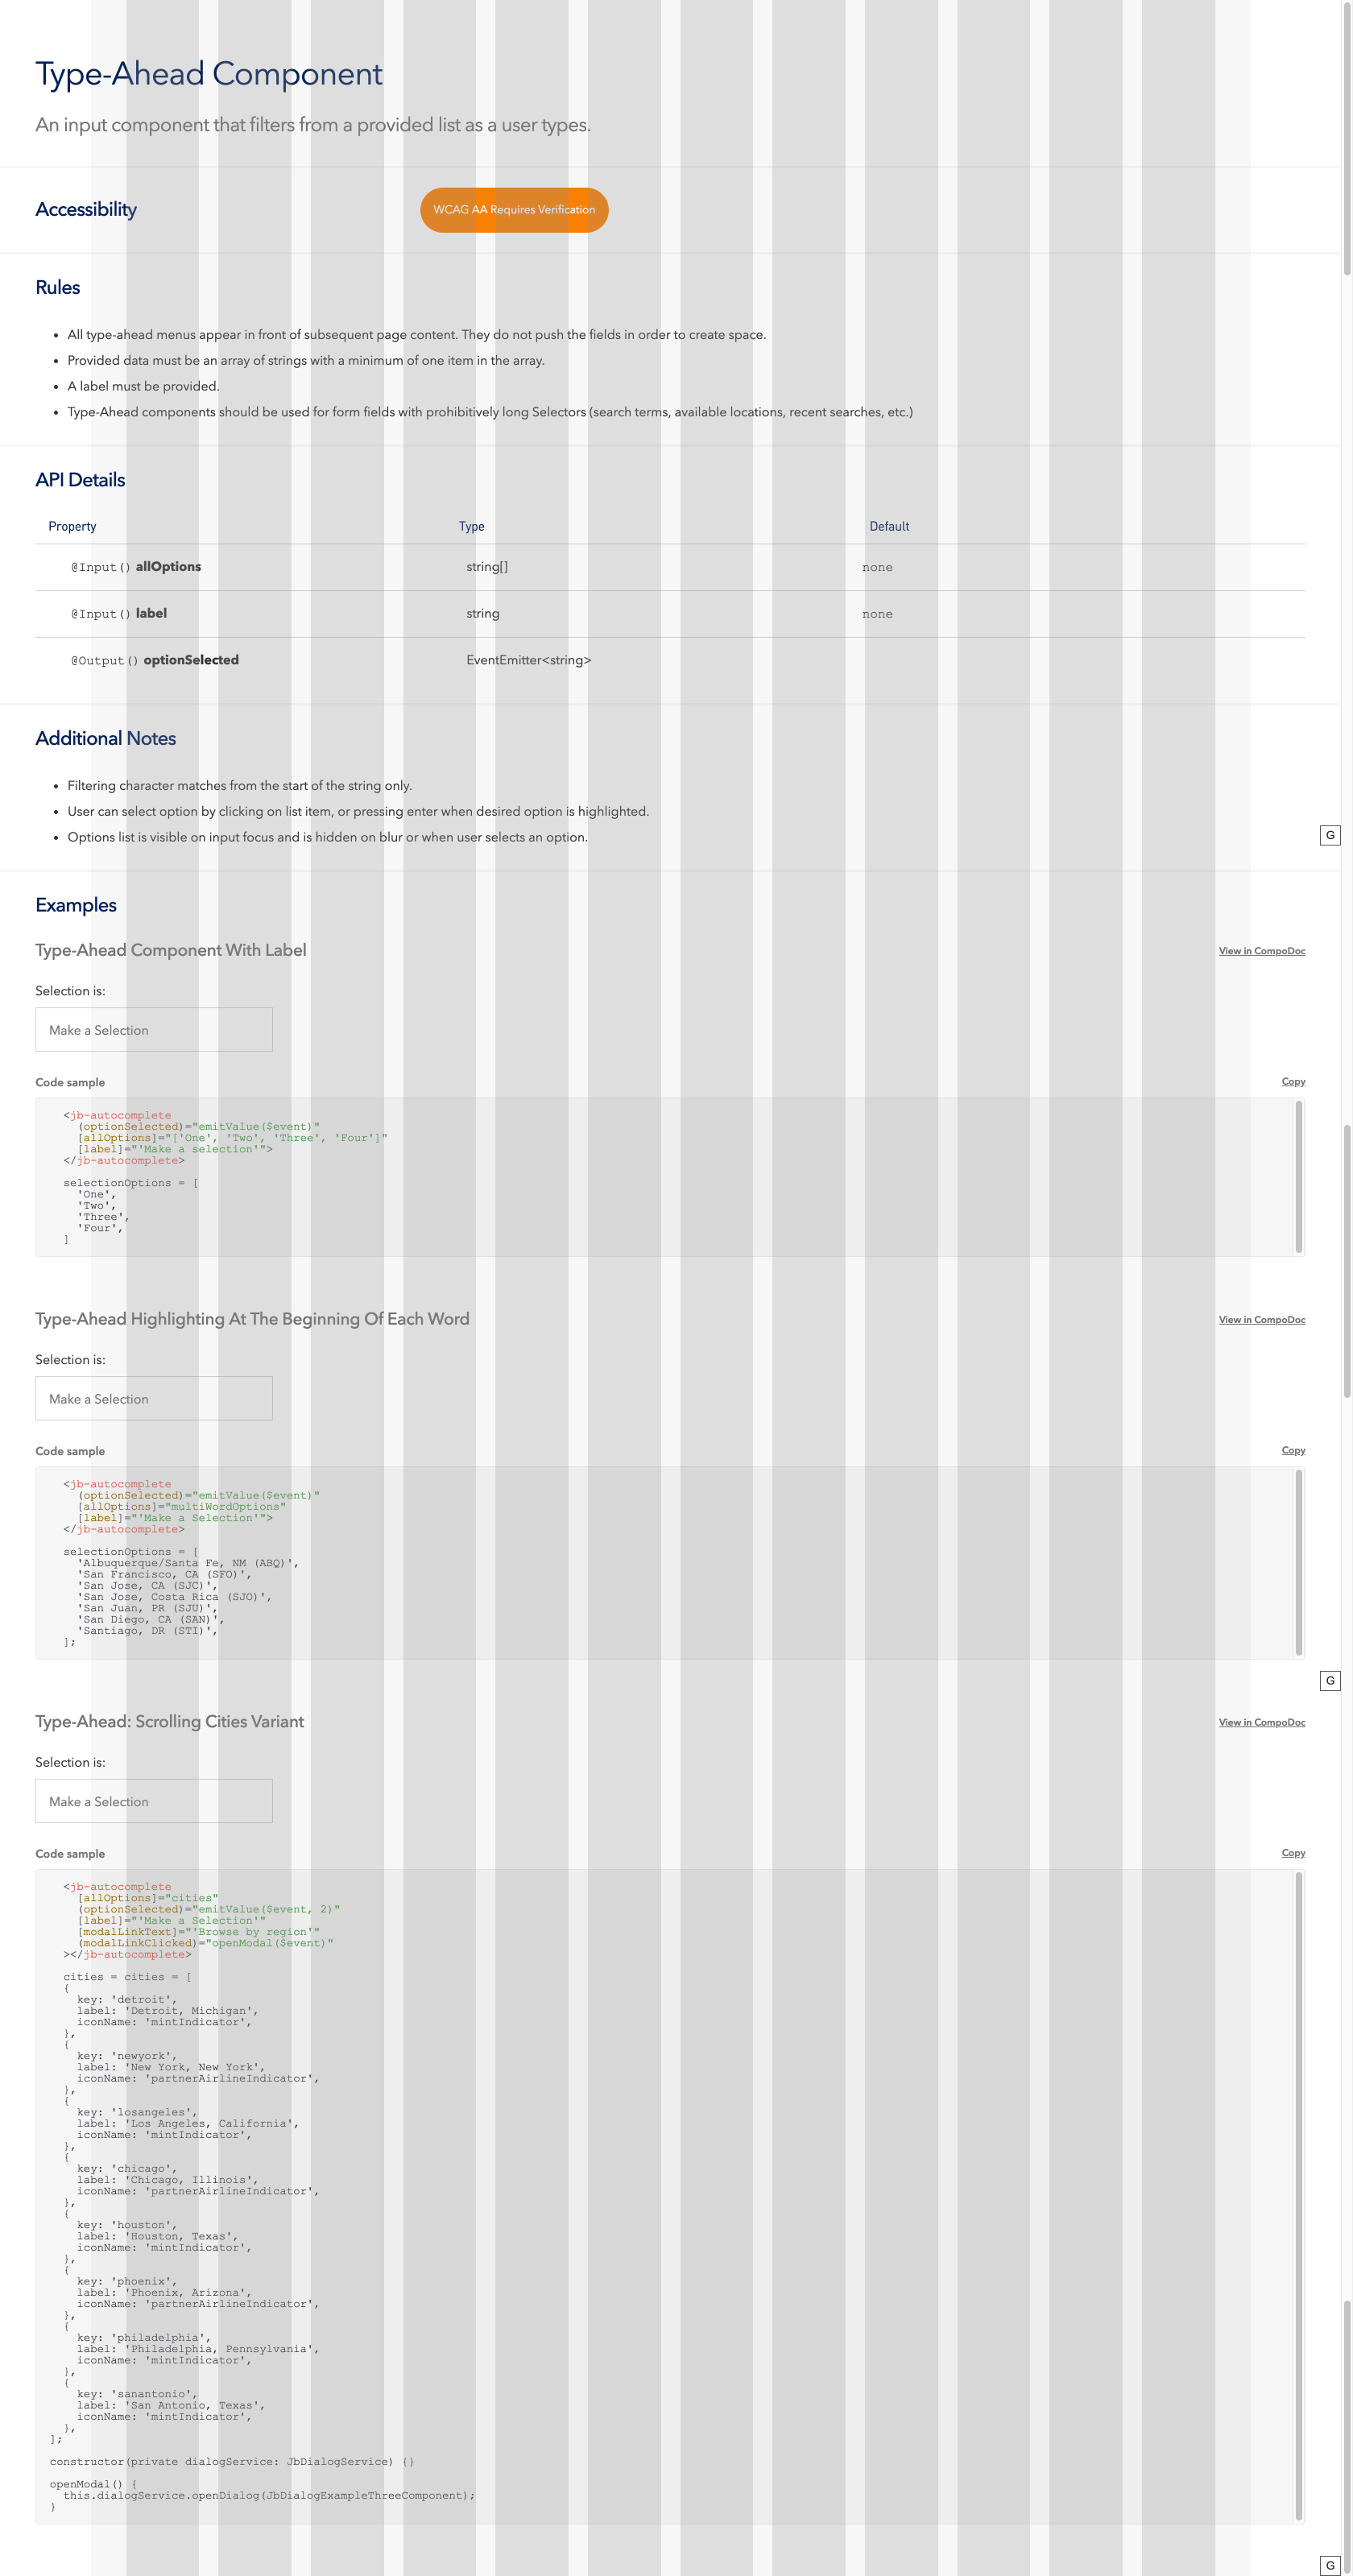 Type-Ahead Component
An input component that filters from a provided list as a user types.
Accessibility
WCAG AA Requires Verification
Rules
• All type-ahead menus appear in front of subsequent page content. They do not push the fields in order to create space.
• Provided data must be an array of strings with a minimum of one item in the array.
• A label must be provided.
• Type-Ahead components should be used for form fields with prohibitively long Selectors (search terms, available locations, recent searches, etc.)
API Details
Property Type Default
@Input() allOptions string[] none
@Input() label string none
@Output() optionSelected EventEmitter<string>
Additional Notes
• Filtering character matches from the start of the string only.
• User can select option by clicking on list item, or pressing enter when desired option is highlighted.
• Options list is visible on input focus and is hidden on blur or when user selects an option.
G
Examples
Type-Ahead Component With Label View in CompoDoc
Selection is:
Make a Selection
Code sample Copy
<jb-autocomplete
(optionSelected)="emitValue($event)"
[allOptions]="['One', 'Two', 'Three', 'Four']"
[label]="'Make a selection'">
</jb-autocomplete>
selectionOptions = [
'One',
'Two',
'Three',
'Four',
]
Type-Ahead Highlighting At The Beginning Of Each Word View in CompoDoc
Selection is:
Make a Selection
Code sample Copy
<jb-autocomplete
(optionSelected)="emitValue($event)"
[allOptions]="multiWordOptions"
[label]="'Make a Selection'">
</jb-autocomplete>
selectionOptions = [
'Albuquerque/Santa Fe, NM (ABQ)',
'San Francisco, CA (SFO)',
'San Jose, CA (SJC)',
'San Jose, Costa Rica (SJO)',
'San Juan, PR (SJU)',
'San Diego, CA (SAN)',
'Santiago, DR (STI)',
];
G
Type-Ahead: Scrolling Cities Variant View in CompoDoc
Selection is:
Make a Selection
Code sample Copy
<jb-autocomplete
[allOptions]="cities"
(optionSelected)="emitValue($event, 2)"
[label]="'Make a Selection'"
[modalLinkText]="'Browse by region'"
(modalLinkClicked)="openModal($event)"
></jb-autocomplete>
cities = cities = [
{
key: 'detroit',
label: 'Detroit, Michigan',
iconName: 'mintIndicator',
},
{
key: 'newyork',
label: 'New York, New York',
iconName: 'partnerAirlineIndicator',
},
{
key: 'losangeles',
label: 'Los Angeles, California',
iconName: 'mintIndicator',
},
{
key: 'chicago',
label: 'Chicago, Illinois',
iconName: 'partnerAirlineIndicator',
},
{
key: 'houston',
label: 'Houston, Texas',
iconName: 'mintIndicator',
},
{
key: 'phoenix',
label: 'Phoenix, Arizona',
iconName: 'partnerAirlineIndicator',
},
{
key: 'philadelphia',
label: 'Philadelphia, Pennsylvania',
iconName: 'mintIndicator',
},
{
key: 'sanantonio',
label: 'San Antonio, Texas',
iconName: 'mintIndicator',
},
];
constructor(private dialogService: JbDialogService) {}
openModal() {
this.dialogService.openDialog(JbDialogExampleThreeComponent);
}
G